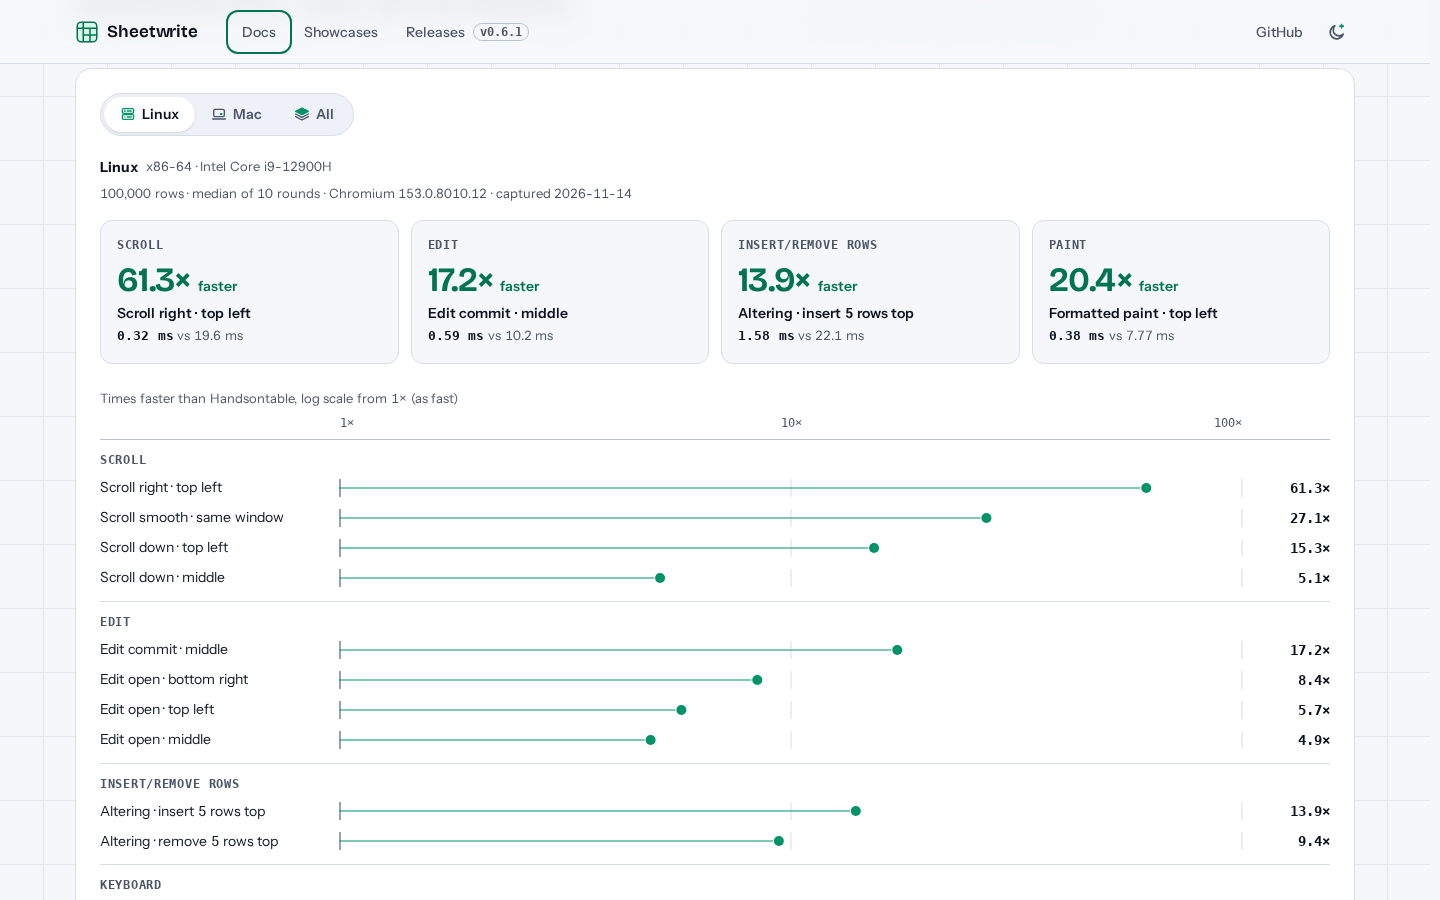 Sheetwrite Docs Showcases Releases v0.6.1 GitHub
Linux Mac All
Linux x86-64 · Intel Core i9-12900H
100,000 rows · median of 10 rounds · Chromium 153.0.8010.12 · captured 2026-11-14
SCROLL
61.3× faster
Scroll right · top left
0.32 ms vs 19.6 ms
EDIT
17.2× faster
Edit commit · middle
0.59 ms vs 10.2 ms
INSERT/REMOVE ROWS
13.9× faster
Altering · insert 5 rows top
1.58 ms vs 22.1 ms
PAINT
20.4× faster
Formatted paint · top left
0.38 ms vs 7.77 ms
Times faster than Handsontable, log scale from 1× (as fast)
1× 10× 100×
SCROLL
Scroll right · top left 61.3×
Scroll smooth · same window 27.1×
Scroll down · top left 15.3×
Scroll down · middle 5.1×
EDIT
Edit commit · middle 17.2×
Edit open · bottom right 8.4×
Edit open · top left 5.7×
Edit open · middle 4.9×
INSERT/REMOVE ROWS
Altering · insert 5 rows top 13.9×
Altering · remove 5 rows top 9.4×
KEYBOARD